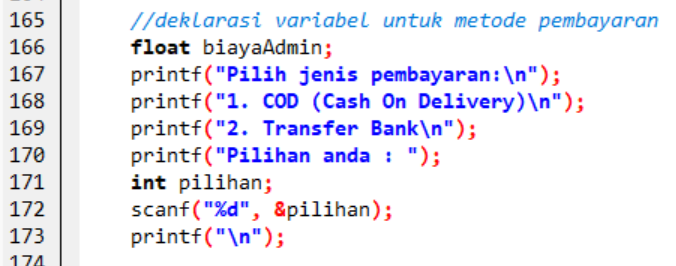 165 //deklarasi variabel untuk metode pembayaran
166 float biayaAdmin;
167 printf("Pilih jenis pembayaran:\n");
168 printf("1. COD (Cash On Delivery)\n");
169 printf("2. Transfer Bank\n");
170 printf("Pilihan anda : ");
171 int pilihan;
172 scanf("%d", &pilihan);
173 printf("\n");
174